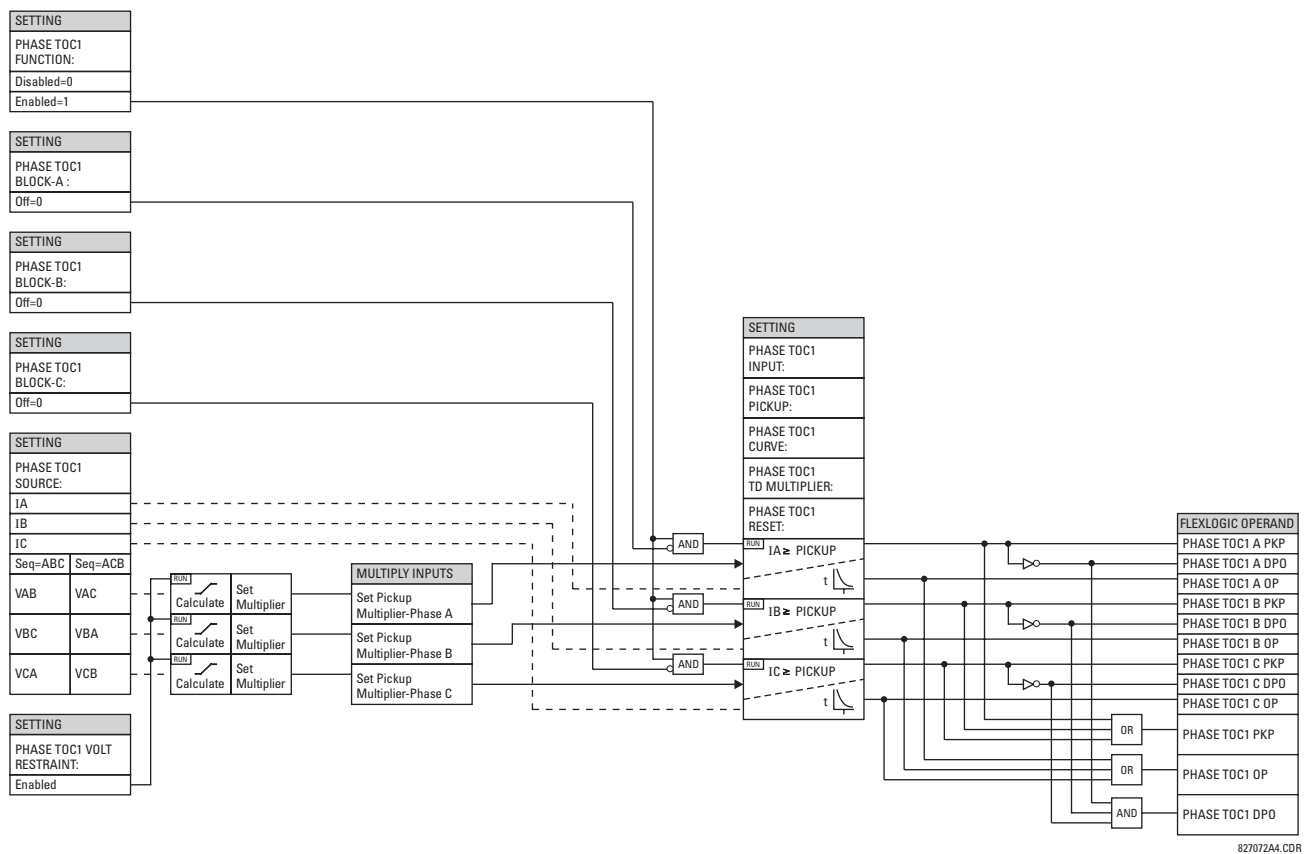 SETTING
PHASE TOC1
FUNCTION:
Disabled=0
Enabled=1
SETTING
PHASE TOC1
BLOCK-A :
Off=0
SETTING
PHASE TOC1
BLOCK-B:
Off=0
SETTING
PHASE TOC1
BLOCK-C:
Off=0
SETTING
PHASE TOC1
SOURCE:
IA
IB
IC
Seq=ABC Seq=ACB
VAB VAC
VBC VBA
VCA VCB
SETTING
PHASE TOC1 VOLT
RESTRAINT:
Enabled
RUN
Calculate
Set
Multiplier
RUN
Calculate
Set
Multiplier
RUN
Calculate
Set
Multiplier
MULTIPLY INPUTS
Set Pickup
Multiplier-Phase A
Set Pickup
Multiplier-Phase B
Set Pickup
Multiplier-Phase C
AND
AND
AND
SETTING
PHASE TOC1
INPUT:
PHASE TOC1
PICKUP:
PHASE TOC1
CURVE:
PHASE TOC1
TD MULTIPLIER:
PHASE TOC1
RESET:
RUN IA ≥ PICKUP
t
RUN IB ≥ PICKUP
t
RUN IC ≥ PICKUP
t
OR
OR
AND
FLEXLOGIC OPERAND
PHASE TOC1 A PKP
PHASE TOC1 A DPO
PHASE TOC1 A OP
PHASE TOC1 B PKP
PHASE TOC1 B DPO
PHASE TOC1 B OP
PHASE TOC1 C PKP
PHASE TOC1 C DPO
PHASE TOC1 C OP
PHASE TOC1 PKP
PHASE TOC1 OP
PHASE TOC1 DPO
827072A4.CDR